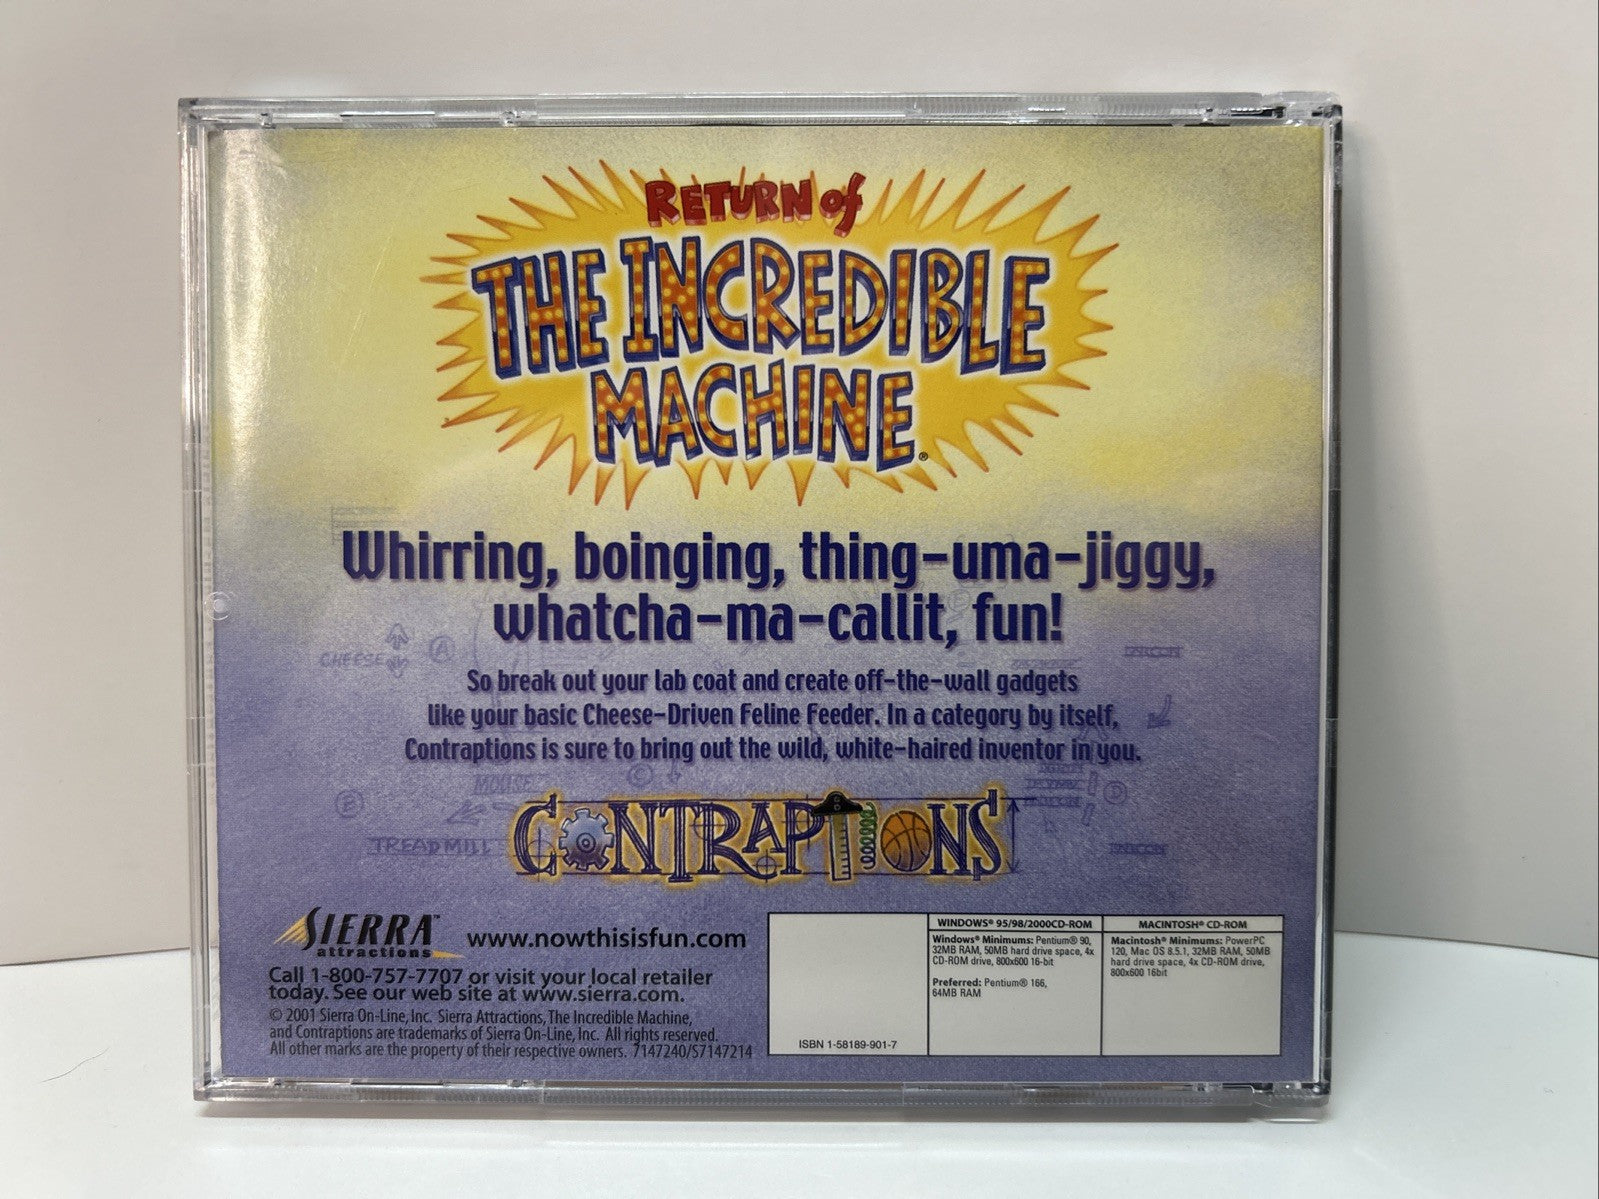 RETURN of
THE INCREDIBLE
MACHINE®
Whirring, boinging, thing-uma-jiggy,
whatcha-ma-callit, fun!
CHEESE
A
So break out your lab coat and create off-the-wall gadgets
like your basic Cheese-Driven Feline Feeder. In a category by itself,
Contraptions is sure to bring out the wild, white-haired inventor in you.
MOUSE
C
B
D
TREADMILL
CONTRAPTIONS
SIERRA™
attractions
www.nowthisisfun.com
Call 1-800-757-7707 or visit your local retailer
today. See our web site at www.sierra.com.
© 2001 Sierra On-Line, Inc. Sierra Attractions, The Incredible Machine,
and Contraptions are trademarks of Sierra On-Line, Inc. All rights reserved.
All other marks are the property of their respective owners. 7147240/S7147214
ISBN 1-58189-901-7
WINDOWS® 95/98/2000CD-ROM
Windows® Minimums: Pentium® 90,
32MB RAM, 50MB hard drive space, 4x
CD-ROM drive, 800x600 16-bit
Preferred: Pentium® 166,
64MB RAM
MACINTOSH® CD-ROM
Macintosh® Minimums: PowerPC
120, Mac OS 8.5.1, 32MB RAM, 50MB
hard drive space, 4x CD-ROM drive,
800x600 16bit